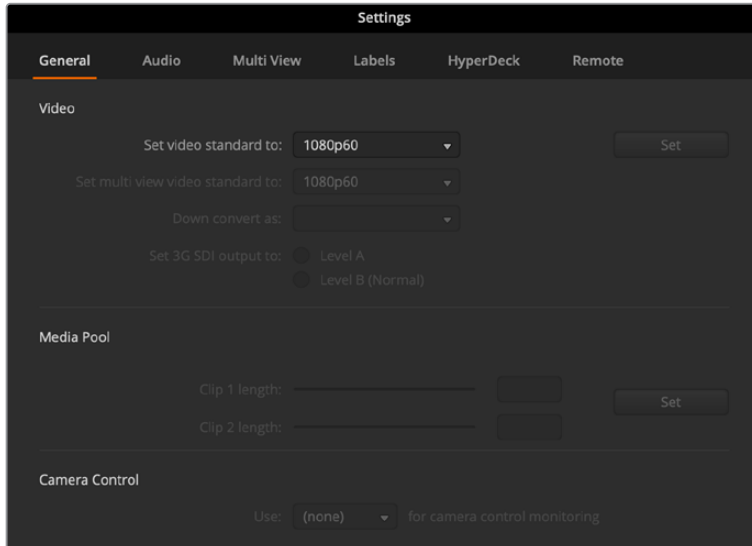 Settings
General Audio Multi View Labels HyperDeck Remote
Video
Set video standard to: 1080p60 Set
Set multi view video standard to: 1080p60
Down convert as:
Set 3G SDI output to: Level A
Level B (Normal)
Media Pool
Clip 1 length:
Set
Clip 2 length:
Camera Control
Use: (none) for camera control monitoring